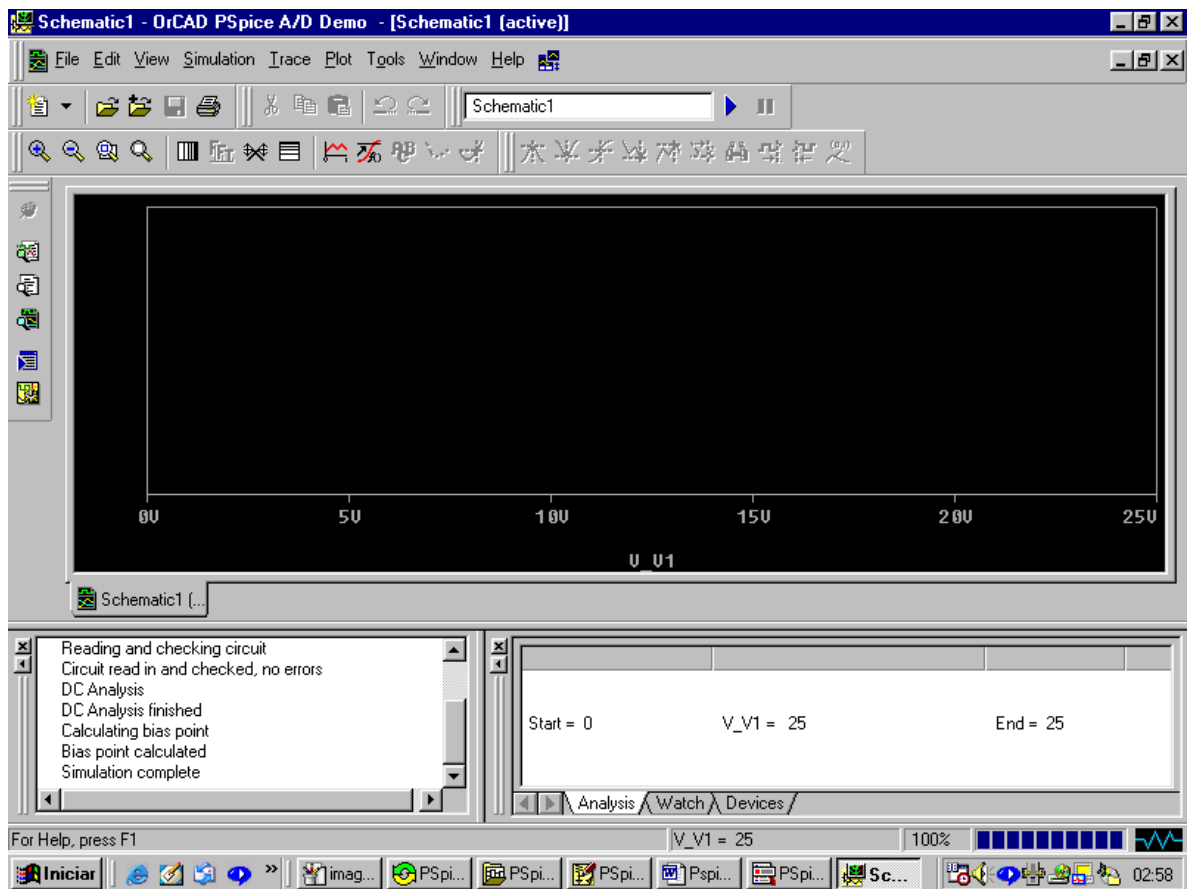 Schematic1 - OrCAD PSpice A/D Demo - [Schematic1 (active)]
File Edit View Simulation Trace Plot Tools Window Help
Schematic1
0V 5V 10V 15V 20V 25V
V_V1
Schematic1 (...
Reading and checking circuit
Circuit read in and checked, no errors
DC Analysis
DC Analysis finished
Calculating bias point
Bias point calculated
Simulation complete
Start = 0 V_V1 = 25 End = 25
Analysis Watch Devices
For Help, press F1 V_V1 = 25 100%
Iniciar » imag... PSpi... PSpi... PSpi... Pspi... PSpi... Sc... 02:58